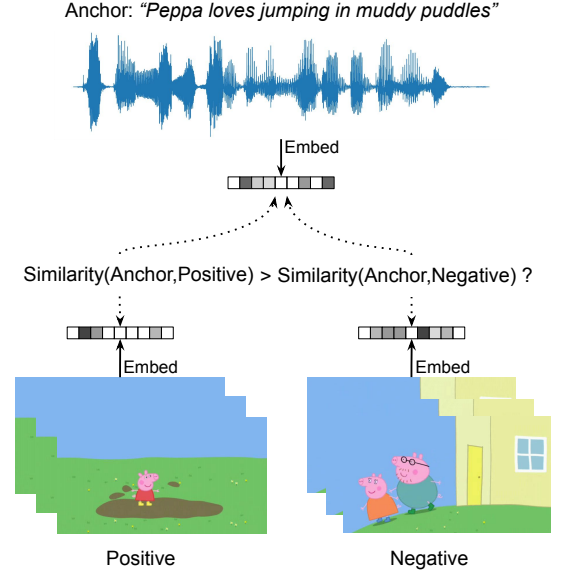 Anchor: “Peppa loves jumping in muddy puddles”
Embed
Similarity(Anchor,Positive) > Similarity(Anchor,Negative) ?
Embed
Embed
Positive
Negative